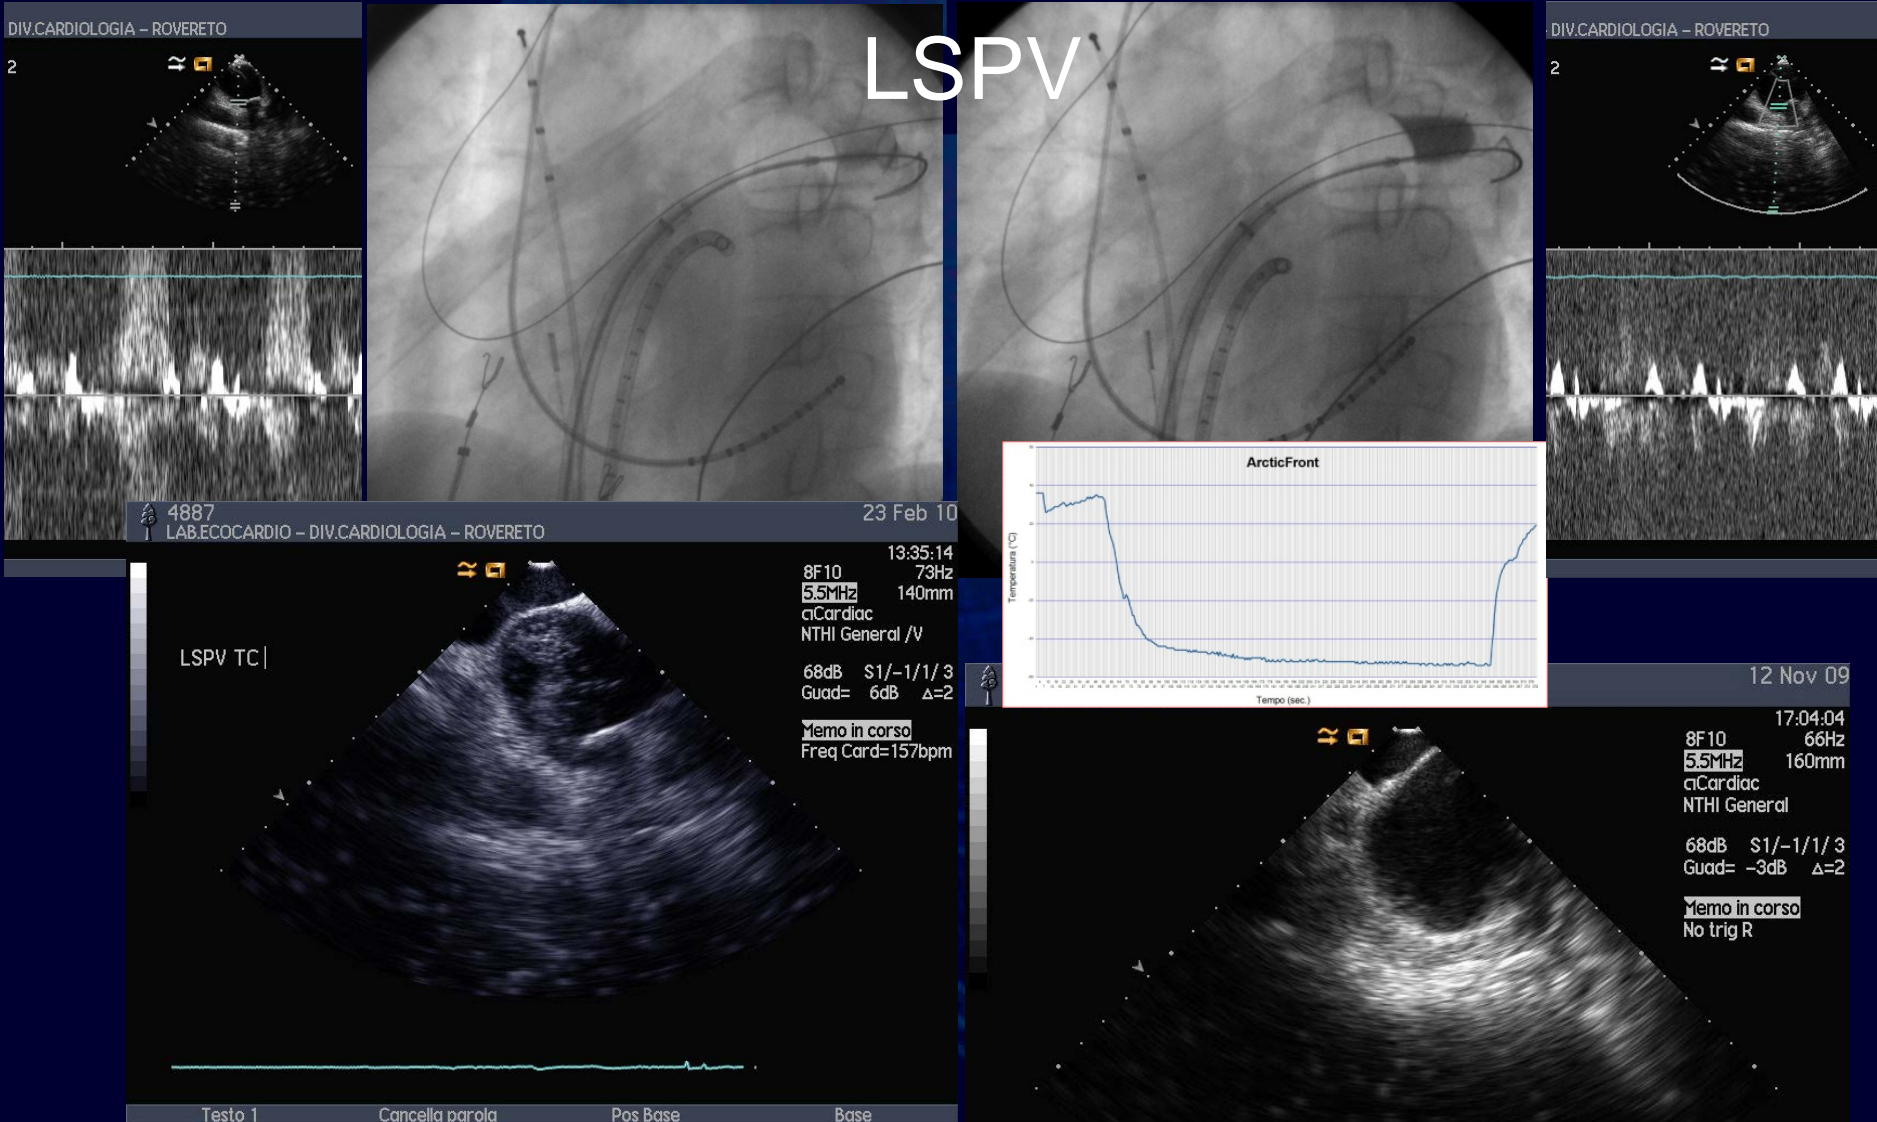 LSPV
DIV.CARDIOLOGIA – ROVERETO
2
DIV.CARDIOLOGIA – ROVERETO
2
ArcticFront
Temperatura (°C)
Tempo (sec.)
4887
23 Feb 10
LAB.ECOCARDIO – DIV.CARDIOLOGIA – ROVERETO
13:35:14
8F10 73Hz
5.5MHz 140mm
aCardiac
NTHI General /V
68dB S1/-1/1/3
Guad= 6dB Δ=2
Memo in corso
Freq Card=157bpm
LSPV TC
Testo 1 Cancella parola Pos Base Base
12 Nov 09
17:04:04
8F10 66Hz
5.5MHz 160mm
aCardiac
NTHI General
68dB S1/-1/1/3
Guad= -3dB Δ=2
Memo in corso
No trig R